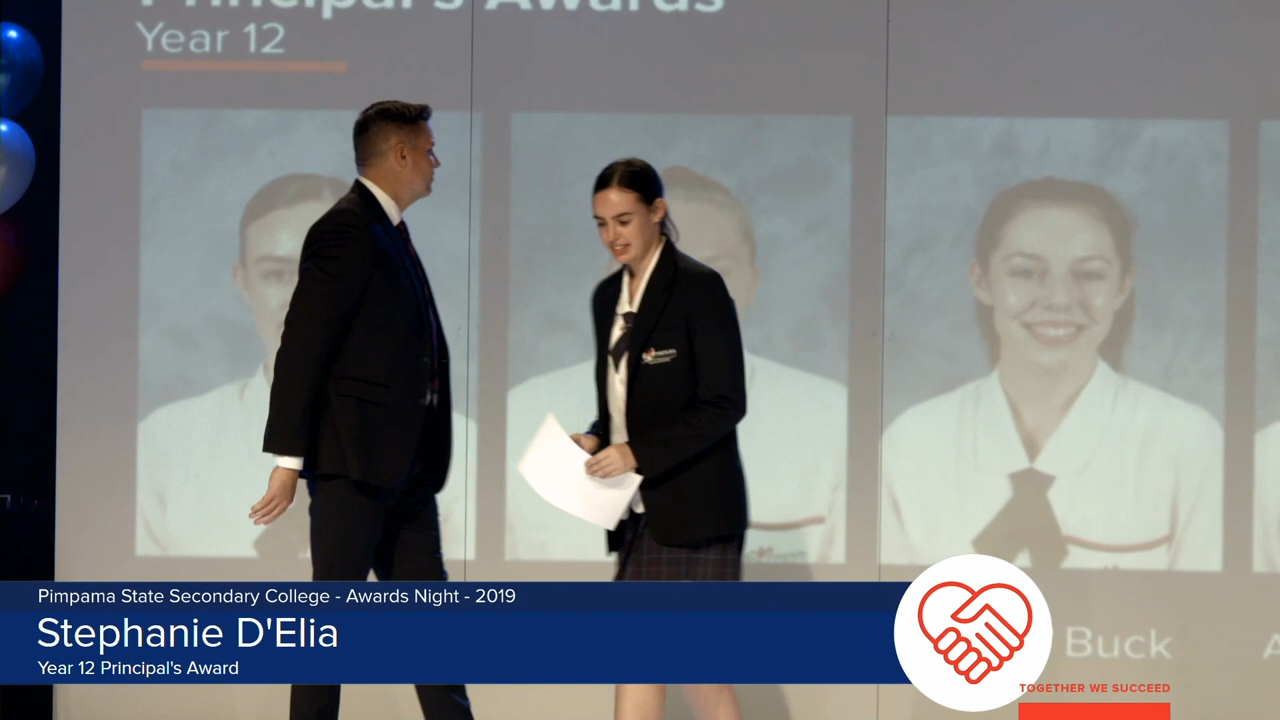 Principal's Awards
Year 12
Pimpama State Secondary College - Awards Night - 2019
Stephanie D'Elia
Year 12 Principal's Award
Buck
TOGETHER WE SUCCEED